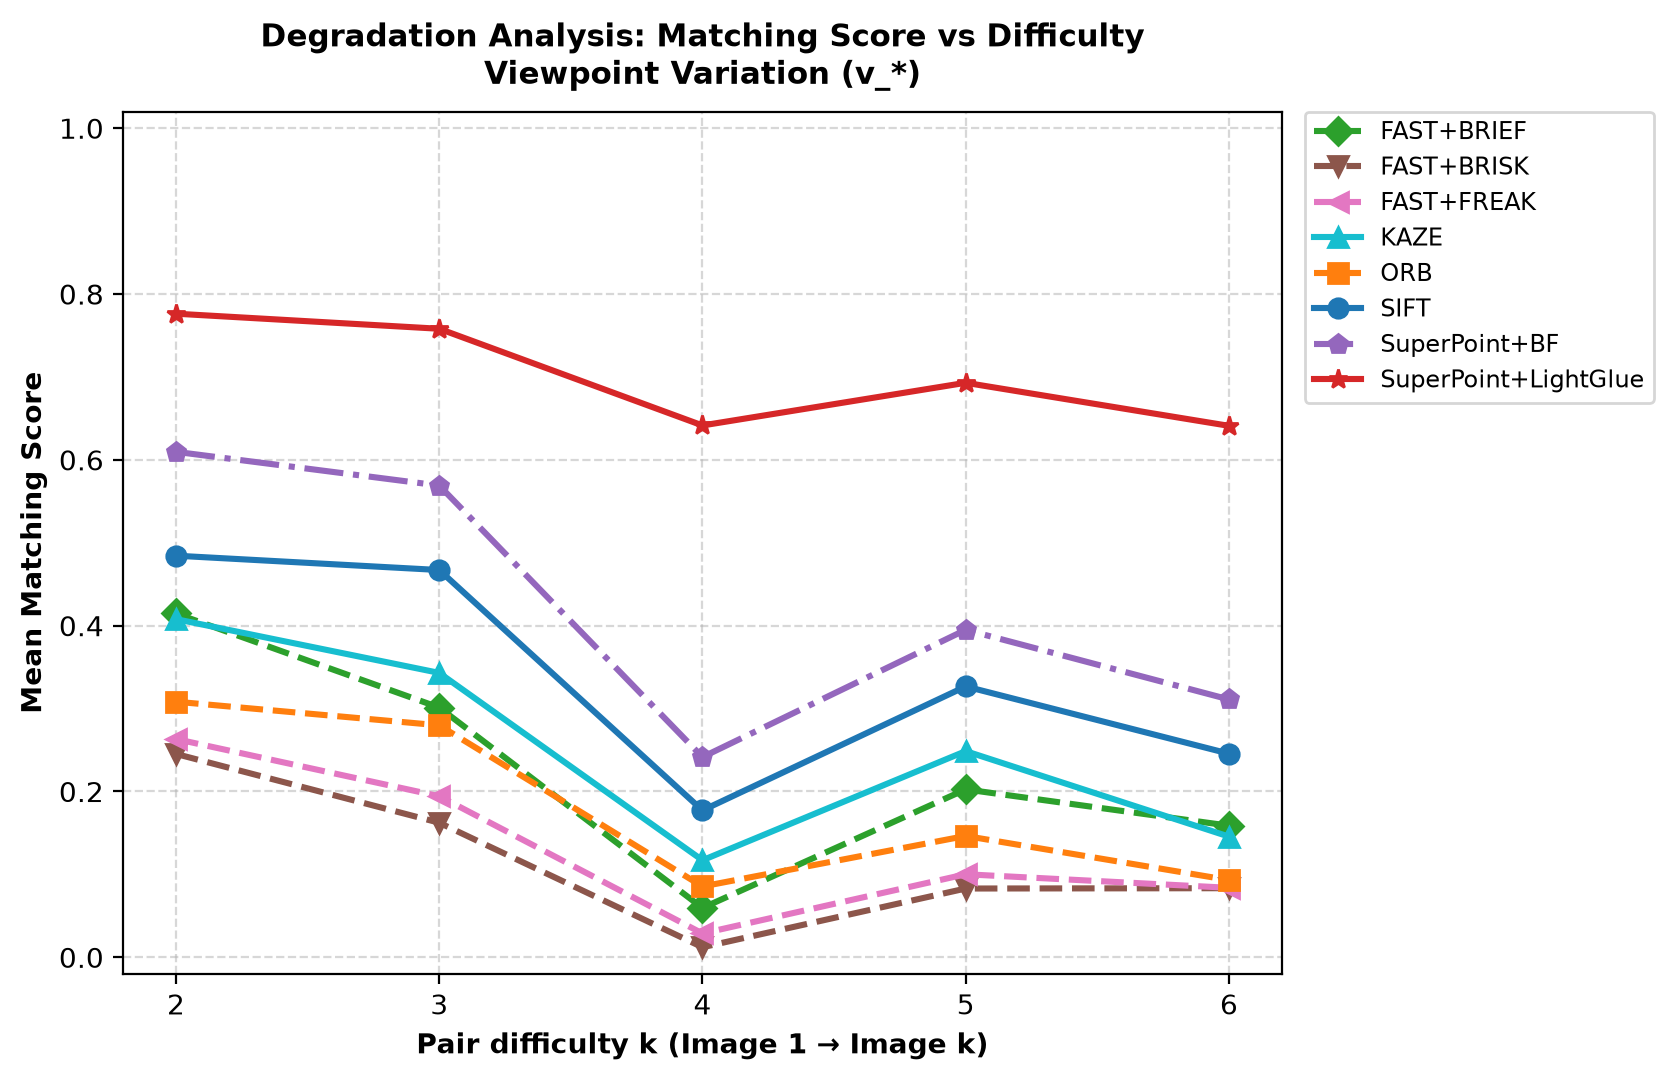 Degradation Analysis: Matching Score vs Difficulty
Viewpoint Variation (v_*)
Mean Matching Score
1.0
0.8
0.6
0.4
0.2
0.0
2
3
4
5
6
Pair difficulty k (Image 1 → Image k)
FAST+BRIEF
FAST+BRISK
FAST+FREAK
KAZE
ORB
SIFT
SuperPoint+BF
SuperPoint+LightGlue